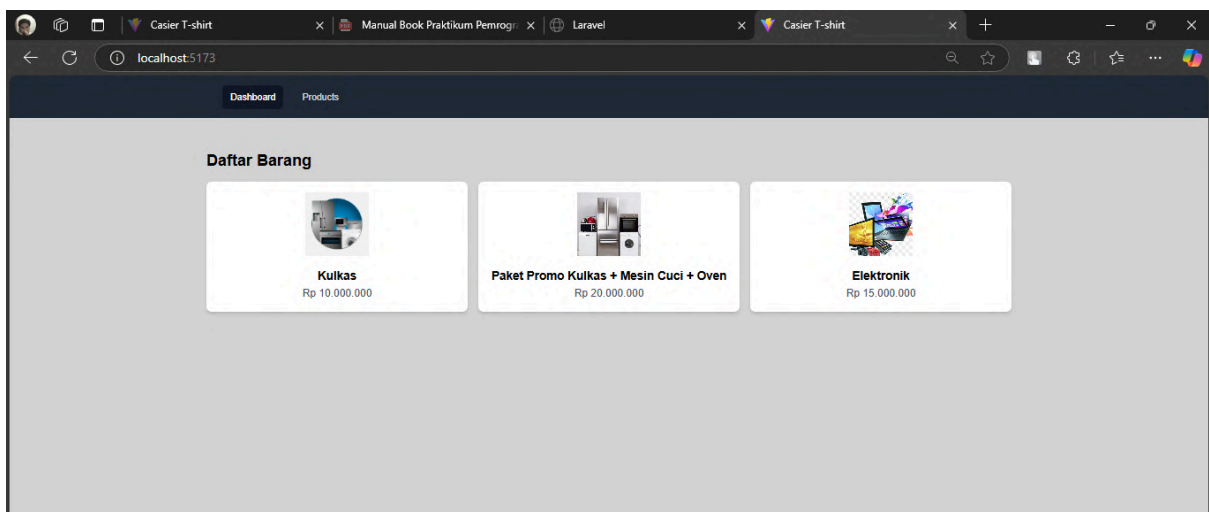 Casier T-shirt
Manual Book Praktikum Pemrogr
Laravel
Casier T-shirt
localhost:5173
Dashboard
Products
Daftar Barang
Kulkas
Rp 10.000.000
Paket Promo Kulkas + Mesin Cuci + Oven
Rp 20.000.000
Elektronik
Rp 15.000.000